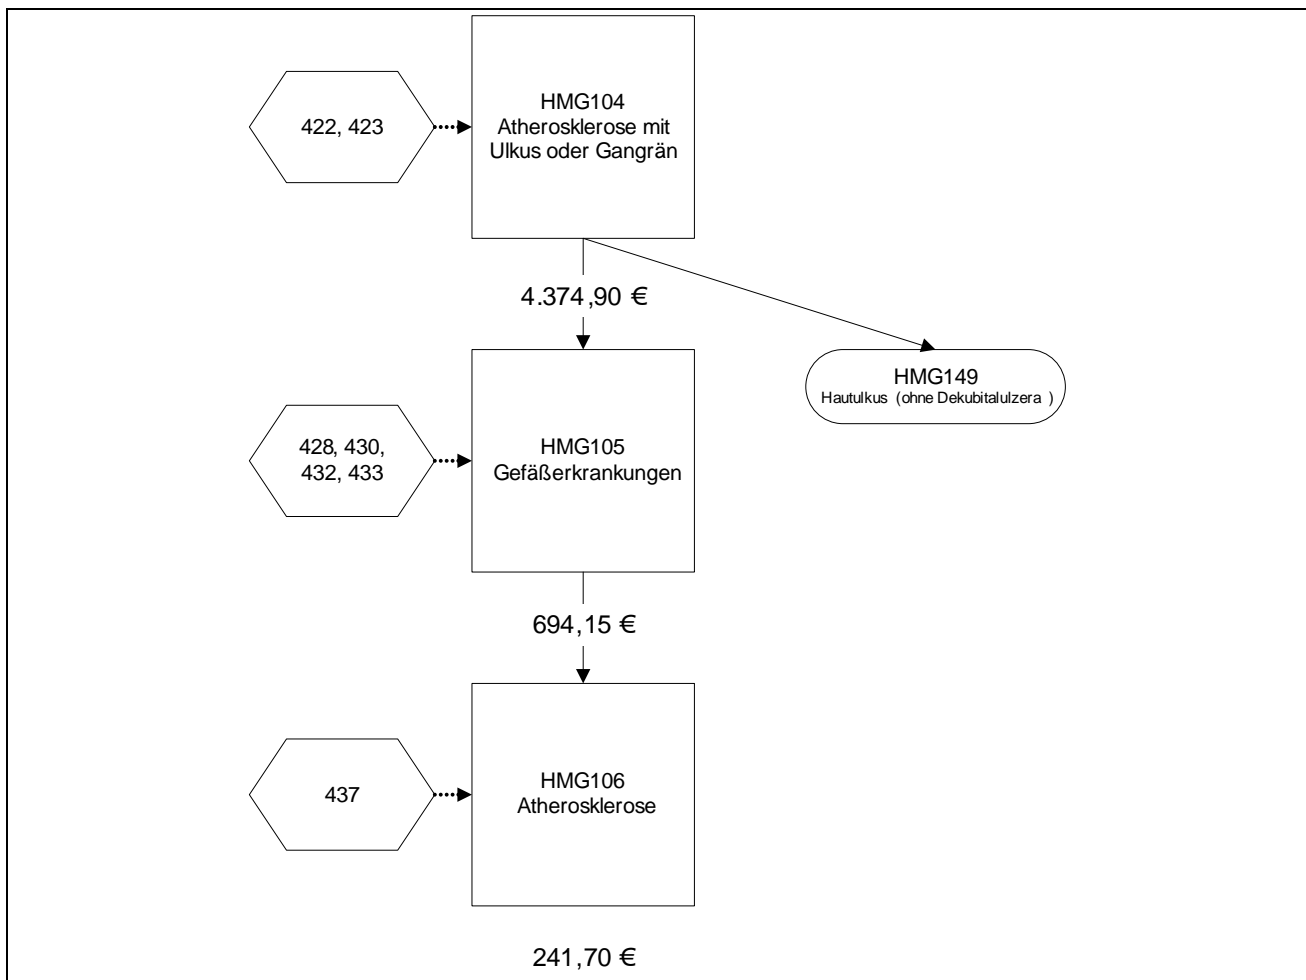 422, 423
HMG104
Atherosklerose mit
Ulkus oder Gangrän
4.374,90 €
HMG149
Hautulkus (ohne Dekubitalulzera )
428, 430,
432, 433
HMG105
Gefäßerkrankungen
694,15 €
437
HMG106
Atherosklerose
241,70 €